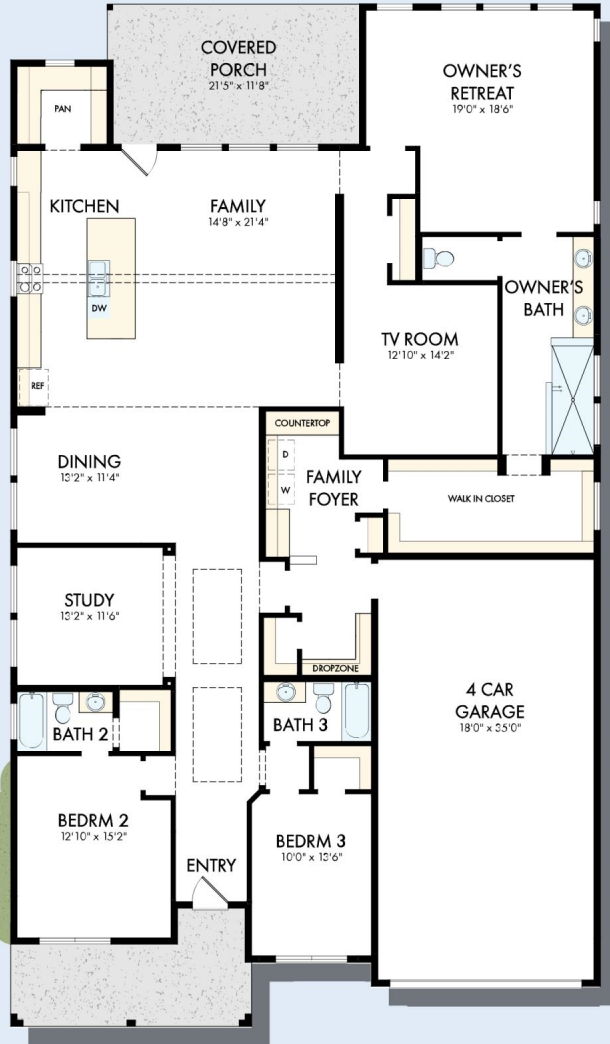 COVERED
PORCH
21'5" x 11'8"
OWNER'S
RETREAT
19'0" x 18'6"
PAN
KITCHEN
FAMILY
14'8" x 21'4"
DW
OWNER'S
BATH
TV ROOM
12'10" x 14'2"
REF
COUNTERTOP
D
W
FAMILY
FOYER
DINING
13'2" x 11'4"
WALK IN CLOSET
STUDY
13'2" x 11'6"
DROPZONE
4 CAR
GARAGE
18'0" x 35'0"
BATH 2
BATH 3
BEDRM 2
12'10" x 15'2"
BEDRM 3
10'0" x 13'6"
ENTRY